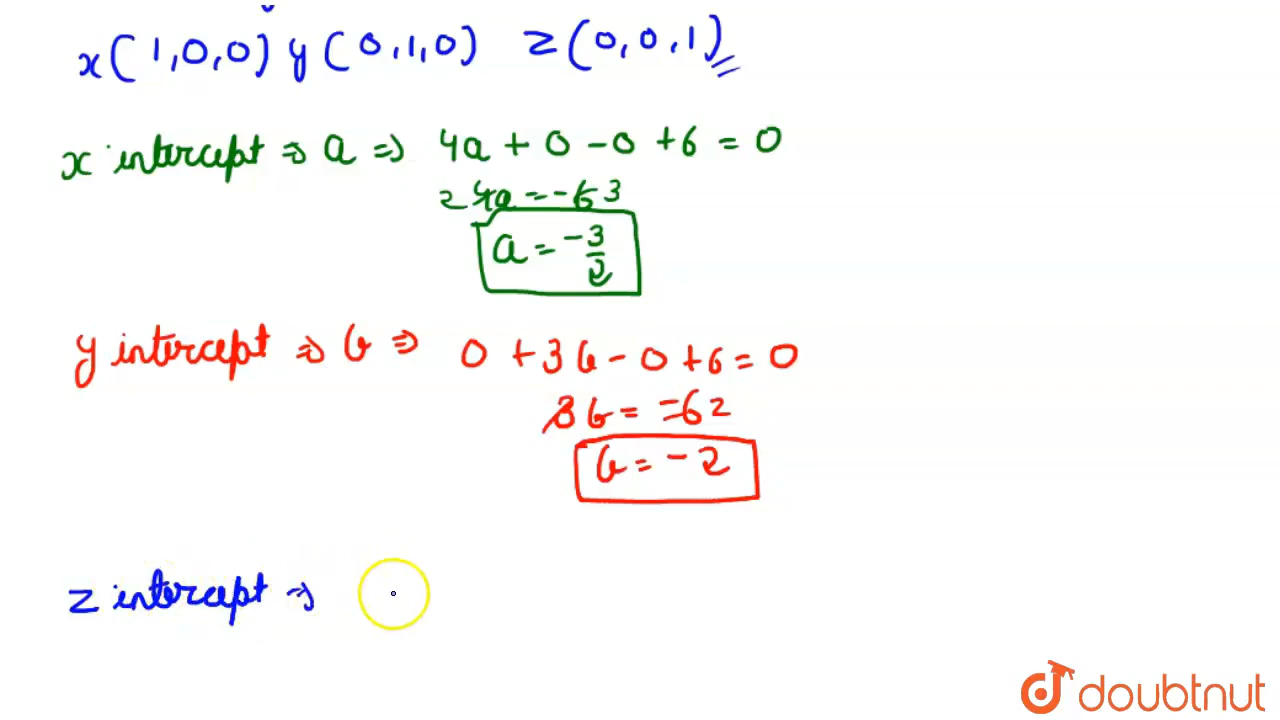 x(1,0,0) y(0,1,0) z(0,0,1)
x intercept ⇒ a ⇒ 4a + 0 - 0 + 6 = 0
2 4a = -6 3
a = -3/2
y intercept ⇒ b ⇒ 0 + 3b - 0 + 6 = 0
3b = -6 2
b = -2
z intercept ⇒
doubtnut